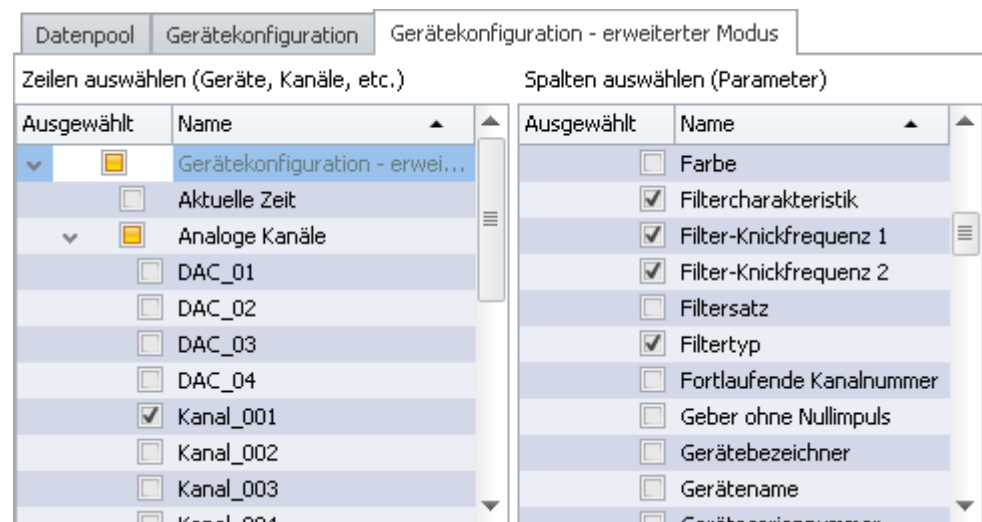 Datenpool Gerätekonfiguration Gerätekonfiguration - erweiterter Modus
Zeilen auswählen (Geräte, Kanäle, etc.)
Ausgewählt Name
Gerätekonfiguration - erwei...
Aktuelle Zeit
Analoge Kanäle
DAC_01
DAC_02
DAC_03
DAC_04
Kanal_001
Kanal_002
Kanal_003
Spalten auswählen (Parameter)
Ausgewählt Name
Farbe
Filtercharakteristik
Filter-Knickfrequenz 1
Filter-Knickfrequenz 2
Filtersatz
Filtertyp
Fortlaufende Kanalnummer
Geber ohne Nullimpuls
Gerätebezeichner
Gerätename